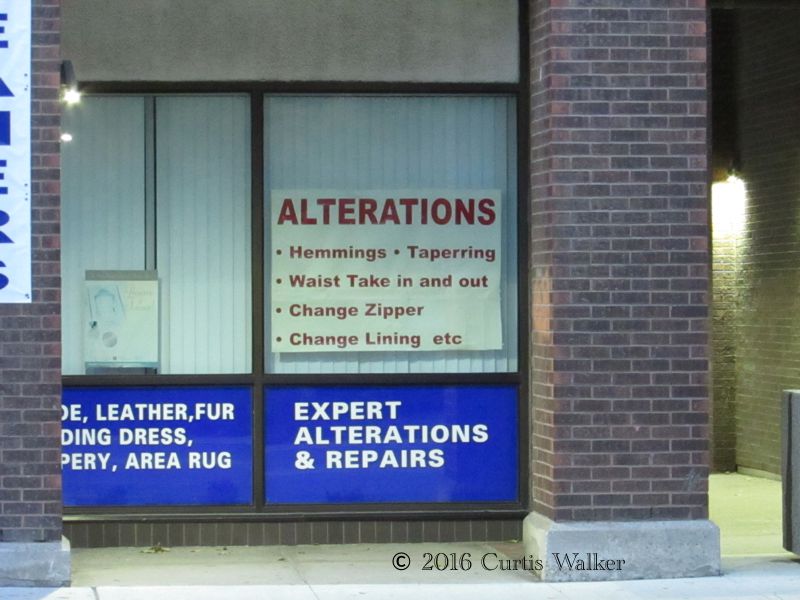 ALTERATIONS
• Hemmings • Taperring
• Waist Take in and out
• Change Zipper
• Change Lining etc
DE, LEATHER,FUR
DING DRESS,
PERY, AREA RUG
EXPERT
ALTERATIONS
& REPAIRS
© 2016 Curtis Walker